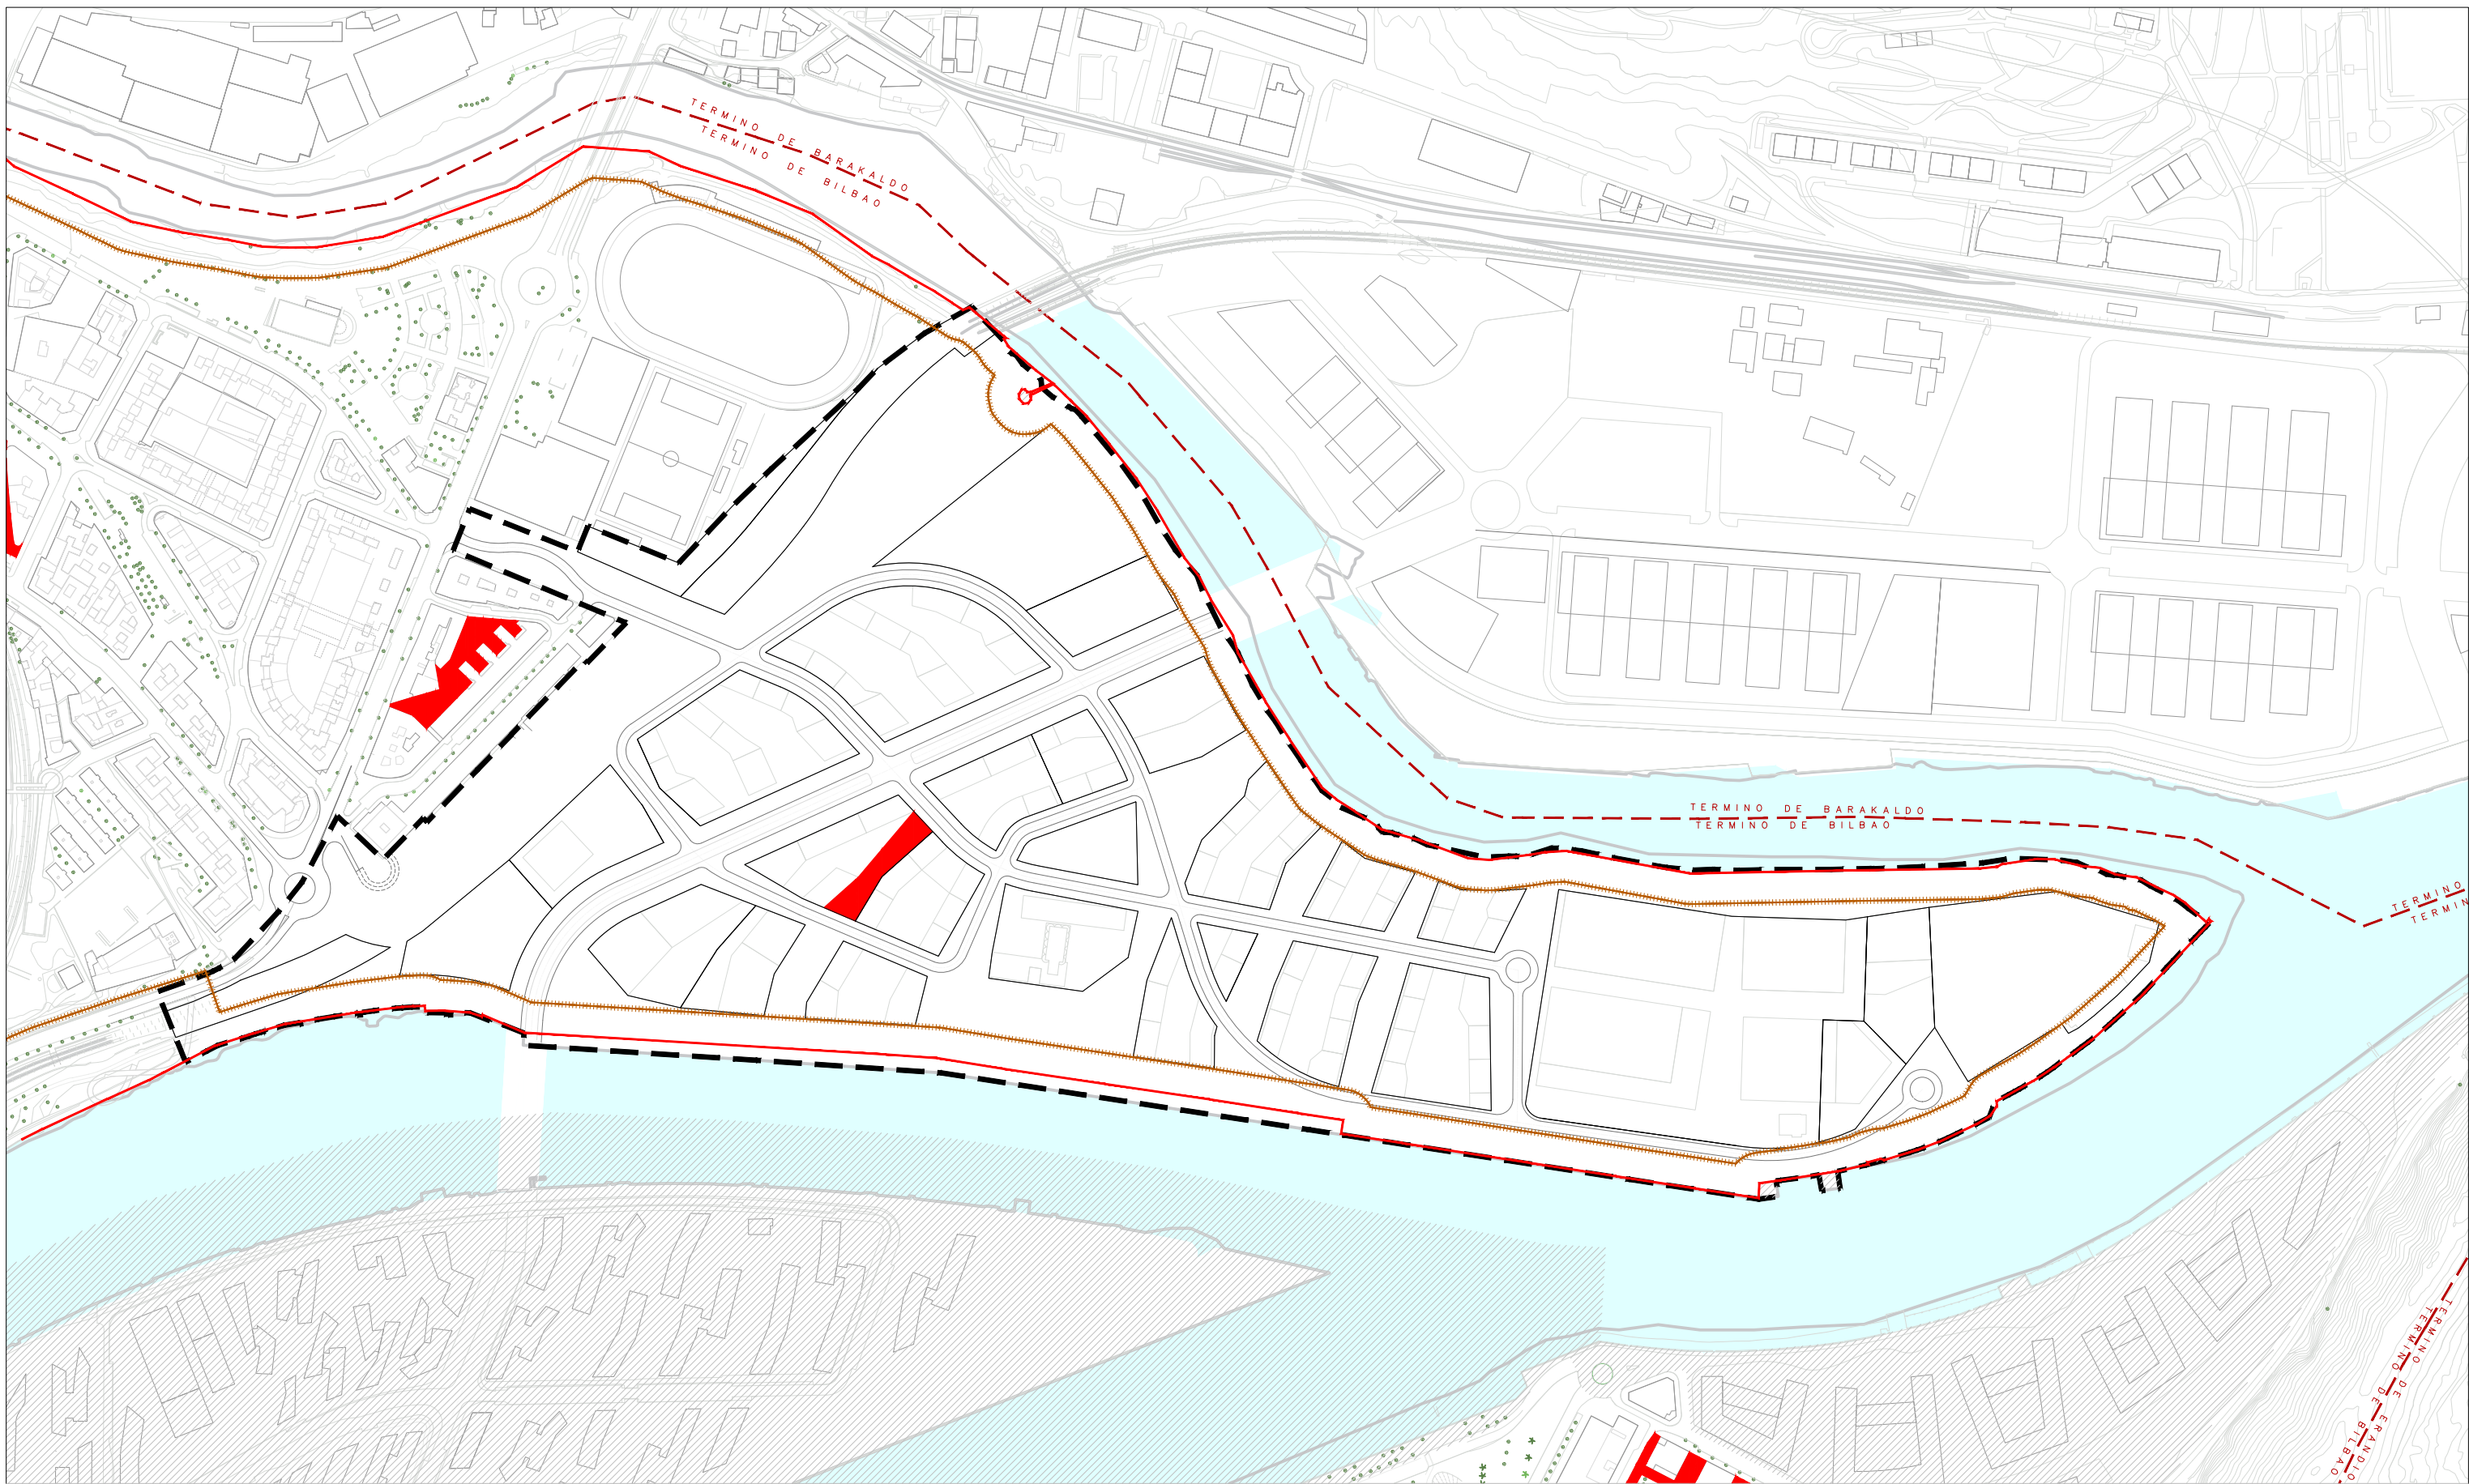 TERMINO DE BARAKALDO
TERMINO DE BILBAO
TERMINO DE BARAKALDO
TERMINO DE BILBAO
TERMINO
TERMIN
TERMINO DE ERANDIO
TERMINO DE BILBAO